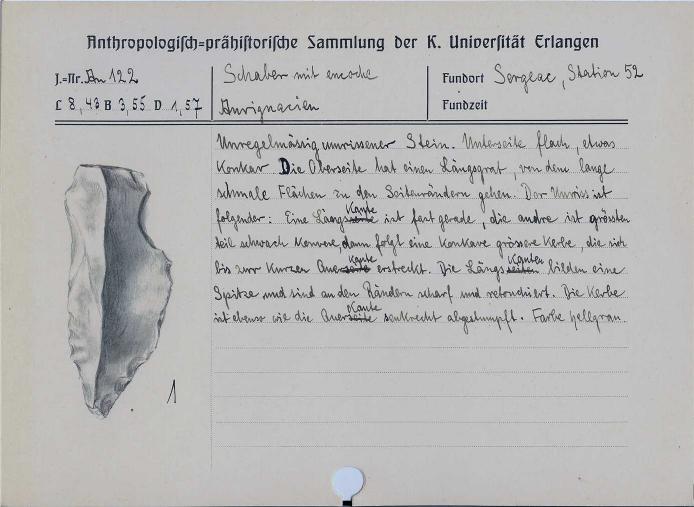 Anthropologisch=prähistorische Sammlung der K. Universität Erlangen
J.=Nr. An 122
Schaber mit encoche
Fundort Sergeac, Station 52
L 8,43 B 3,55 D 1,57
Aurignacien
Fundzeit
Unregelmässig umrissener Stein. Unterseite flach, etwas
Konkav. Die Oberseite hat einen Längsgrat, von dem lange
schmale Flächen zu den Seitenrändern gehen. Der Umriss ist
folgender: Eine Längskante ist fast gerade, die andre ist grössten
teil schwach Konvex, dann folgt eine Konkave grössere Kerbe, die sich
bis zur Kurzen Querkante erstreckt. Die Längskanten bilden eine
Spitze und sind an den Rändern scharf und retouchiert. Die Kerbe
ist ebenso wie die Querkante senkrecht abgestumpft. Farbe hellgrau.
1